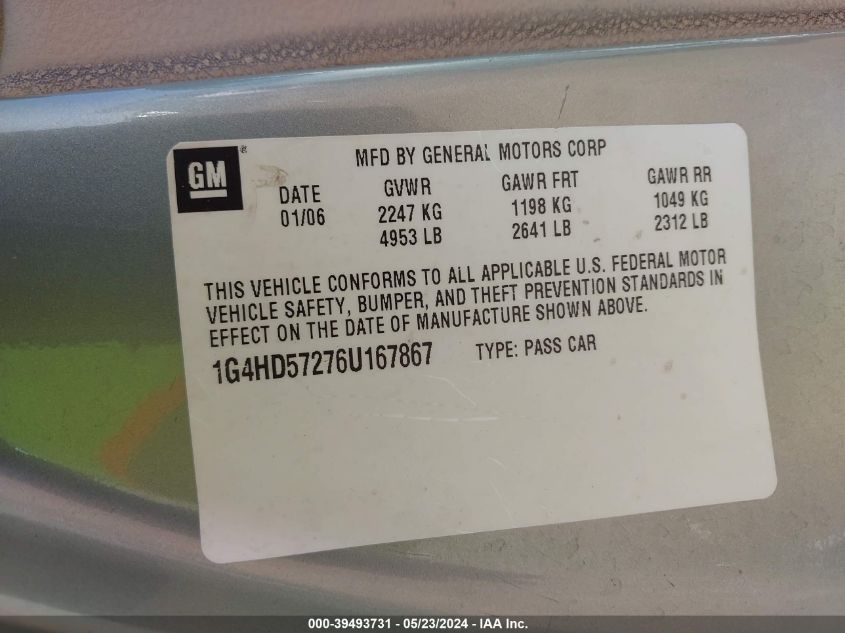 GM®
MFD BY GENERAL MOTORS CORP
DATE GVWR GAWR FRT GAWR RR
01/06 2247 KG 1198 KG 1049 KG
4953 LB 2641 LB 2312 LB
THIS VEHICLE CONFORMS TO ALL APPLICABLE U.S. FEDERAL MOTOR
VEHICLE SAFETY, BUMPER, AND THEFT PREVENTION STANDARDS IN
EFFECT ON THE DATE OF MANUFACTURE SHOWN ABOVE.
1G4HD57276U167867 TYPE: PASS CAR
000-39493731 - 05/23/2024 - IAA Inc.